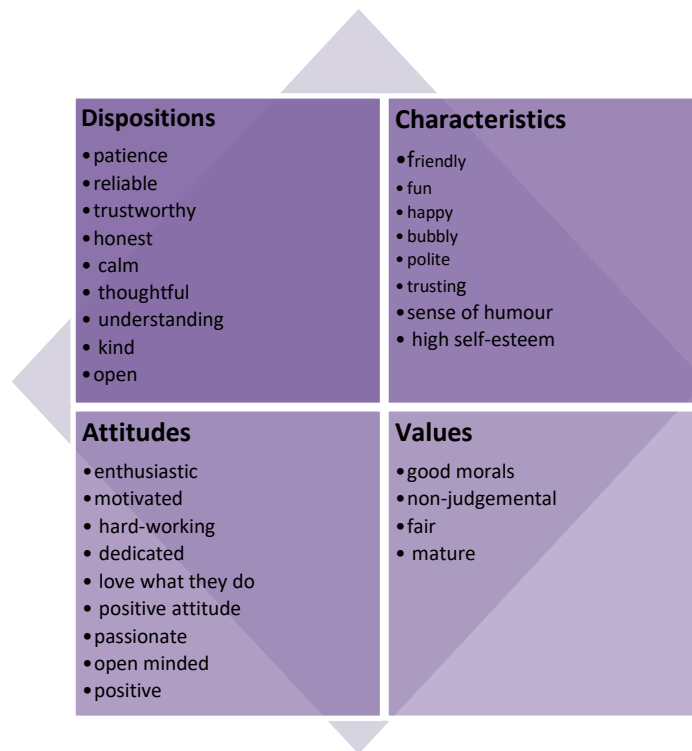 Dispositions
•patience
•reliable
•trustworthy
•honest
• calm
• thoughtful
• understanding
• kind
•open
Characteristics
•friendly
• fun
• happy
• bubbly
• polite
• trusting
•sense of humour
• high self-esteem
Attitudes
•enthusiastic
•motivated
• hard-working
• dedicated
• love what they do
• positive attitude
•passionate
•open minded
•positive
Values
•good morals
•non-judgemental
•fair
• mature